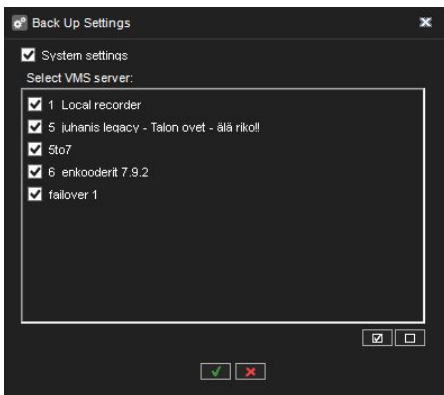 Back Up Settings
System settings
Select VMS server:
1 Local recorder
5 juhanis legacy - Talon ovet - älä riko!!
5to7
6 enkooderit 7.9.2
failover 1